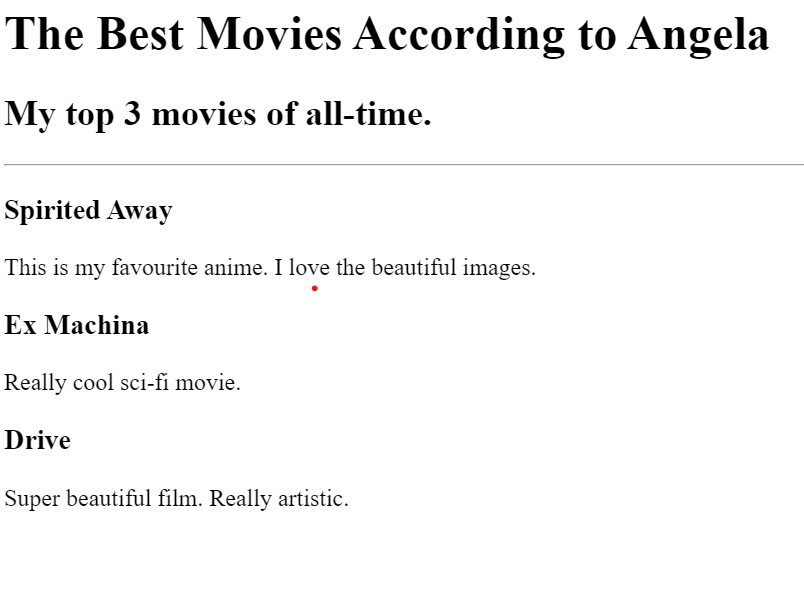 The Best Movies According to Angela
My top 3 movies of all-time.
Spirited Away
This is my favourite anime. I love the beautiful images.
Ex Machina
Really cool sci-fi movie.
Drive
Super beautiful film. Really artistic.